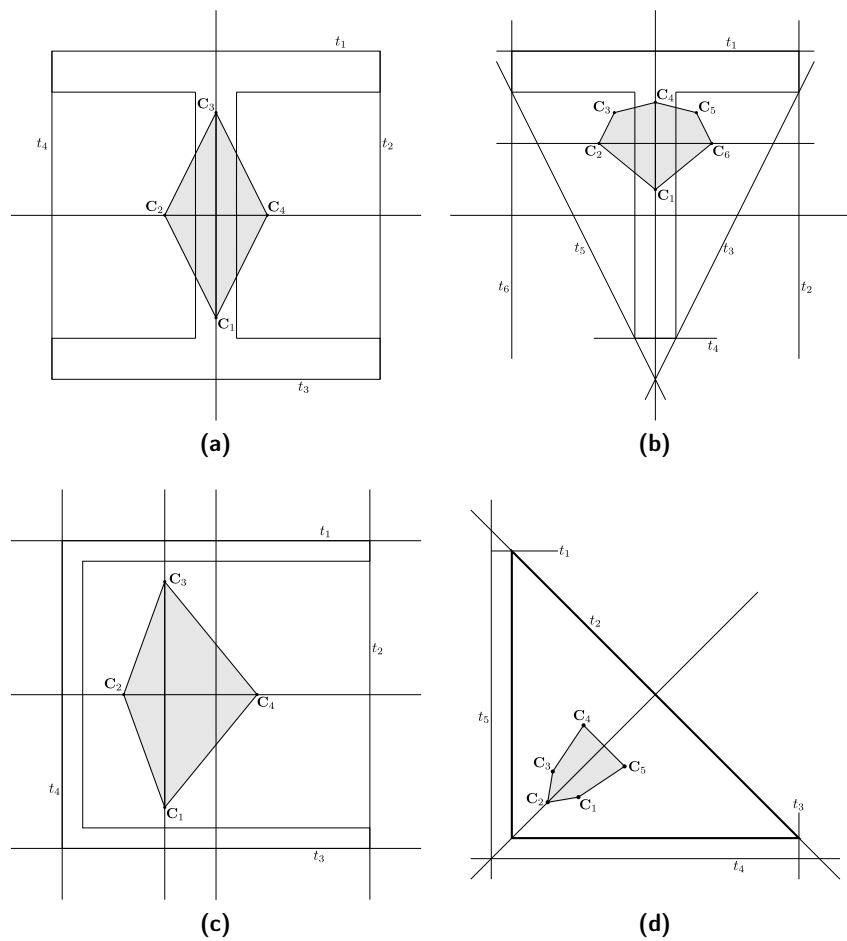 t₁
C₃
t₄
t₂
C₂
C₄
C₁
t₃
(a)
t₁
C₄
C₃
C₅
C₂
C₆
C₁
t₅
t₃
t₆
t₂
t₄
(b)
t₁
C₃
t₂
C₂
C₄
t₄
C₁
t₃
(c)
t₁
t₂
t₅
C₄
C₃
C₅
C₂
C₁
t₃
t₄
(d)